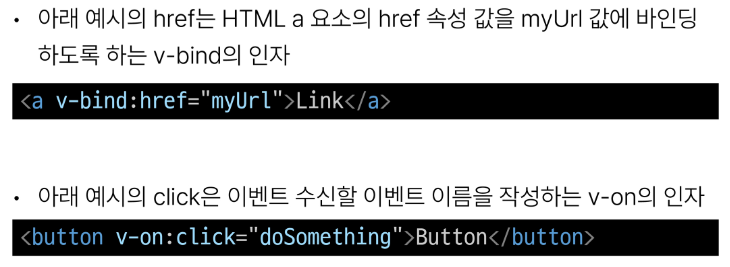 • 아래 예시의 href는 HTML a 요소의 href 속성 값을 myUrl 값에 바인딩
하도록 하는 v-bind의 인자
<a v-bind:href="myUrl">Link</a>
• 아래 예시의 click은 이벤트 수신할 이벤트 이름을 작성하는 v-on의 인자
<button v-on:click="doSomething">Button</button>